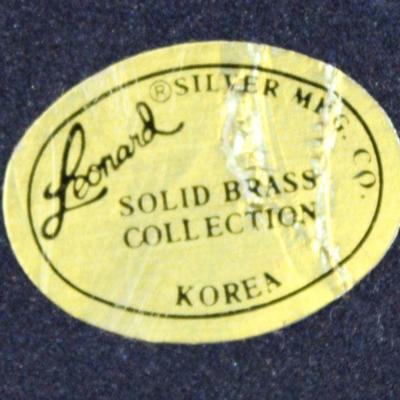 Leonard ® SILVER MFG. CO.
SOLID BRASS
COLLECTION
KOREA